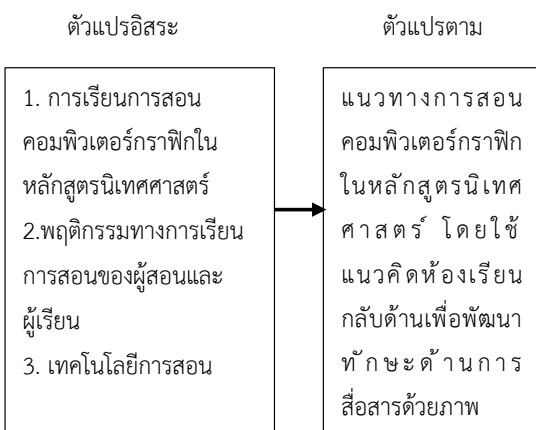 ตัวแปรอิสระ
ตัวแปรตาม
1. การเรียนการสอน
คอมพิวเตอร์กราฟิกใน
หลักสูตรนิเทศศาสตร์
2.พฤติกรรมทางการเรียน
การสอนของผู้สอนและ
ผู้เรียน
3. เทคโนโลยีการสอน
แนวทางการสอน
คอมพิวเตอร์กราฟิก
ในหลักสูตรนิเทศ
ศาสตร์ โดยใช้
แนวคิดห้องเรียน
กลับด้านเพื่อพัฒนา
ทักษะด้านการ
สื่อสารด้วยภาพ